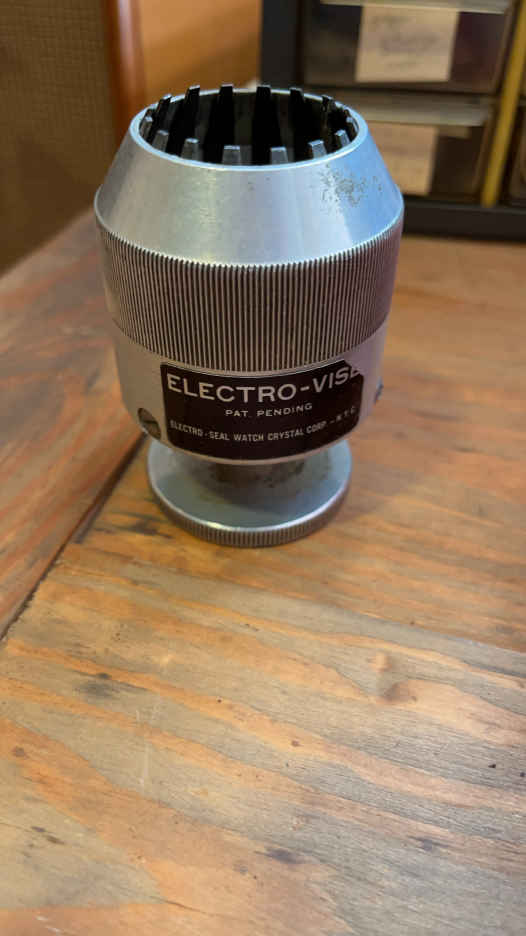 ELECTRO-VISE
PAT. PENDING
ELECTRO-SEAL WATCH CRYSTAL CORP. - N.Y.C.